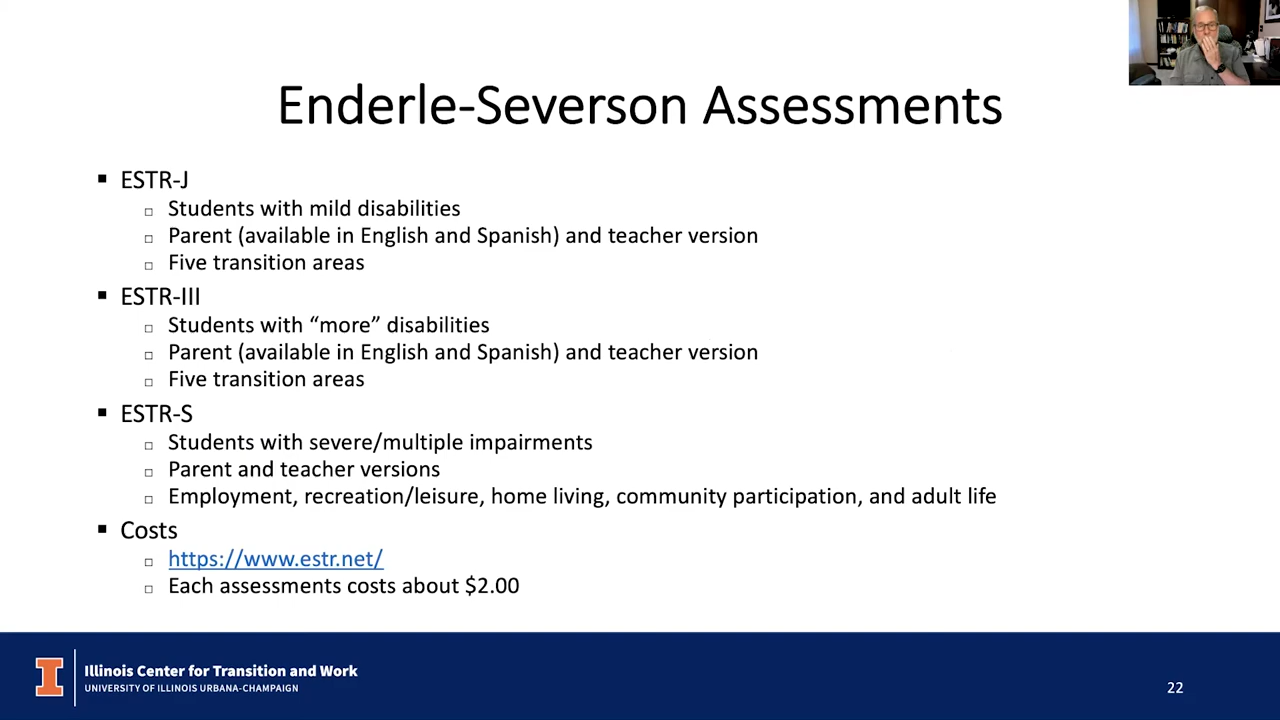 Enderle-Severson Assessments
▪ ESTR-J
□ Students with mild disabilities
□ Parent (available in English and Spanish) and teacher version
□ Five transition areas
▪ ESTR-III
□ Students with “more” disabilities
□ Parent (available in English and Spanish) and teacher version
□ Five transition areas
▪ ESTR-S
□ Students with severe/multiple impairments
□ Parent and teacher versions
□ Employment, recreation/leisure, home living, community participation, and adult life
▪ Costs
□ https://www.estr.net/
□ Each assessments costs about $2.00
I
Illinois Center for Transition and Work
UNIVERSITY OF ILLINOIS URBANA-CHAMPAIGN
22